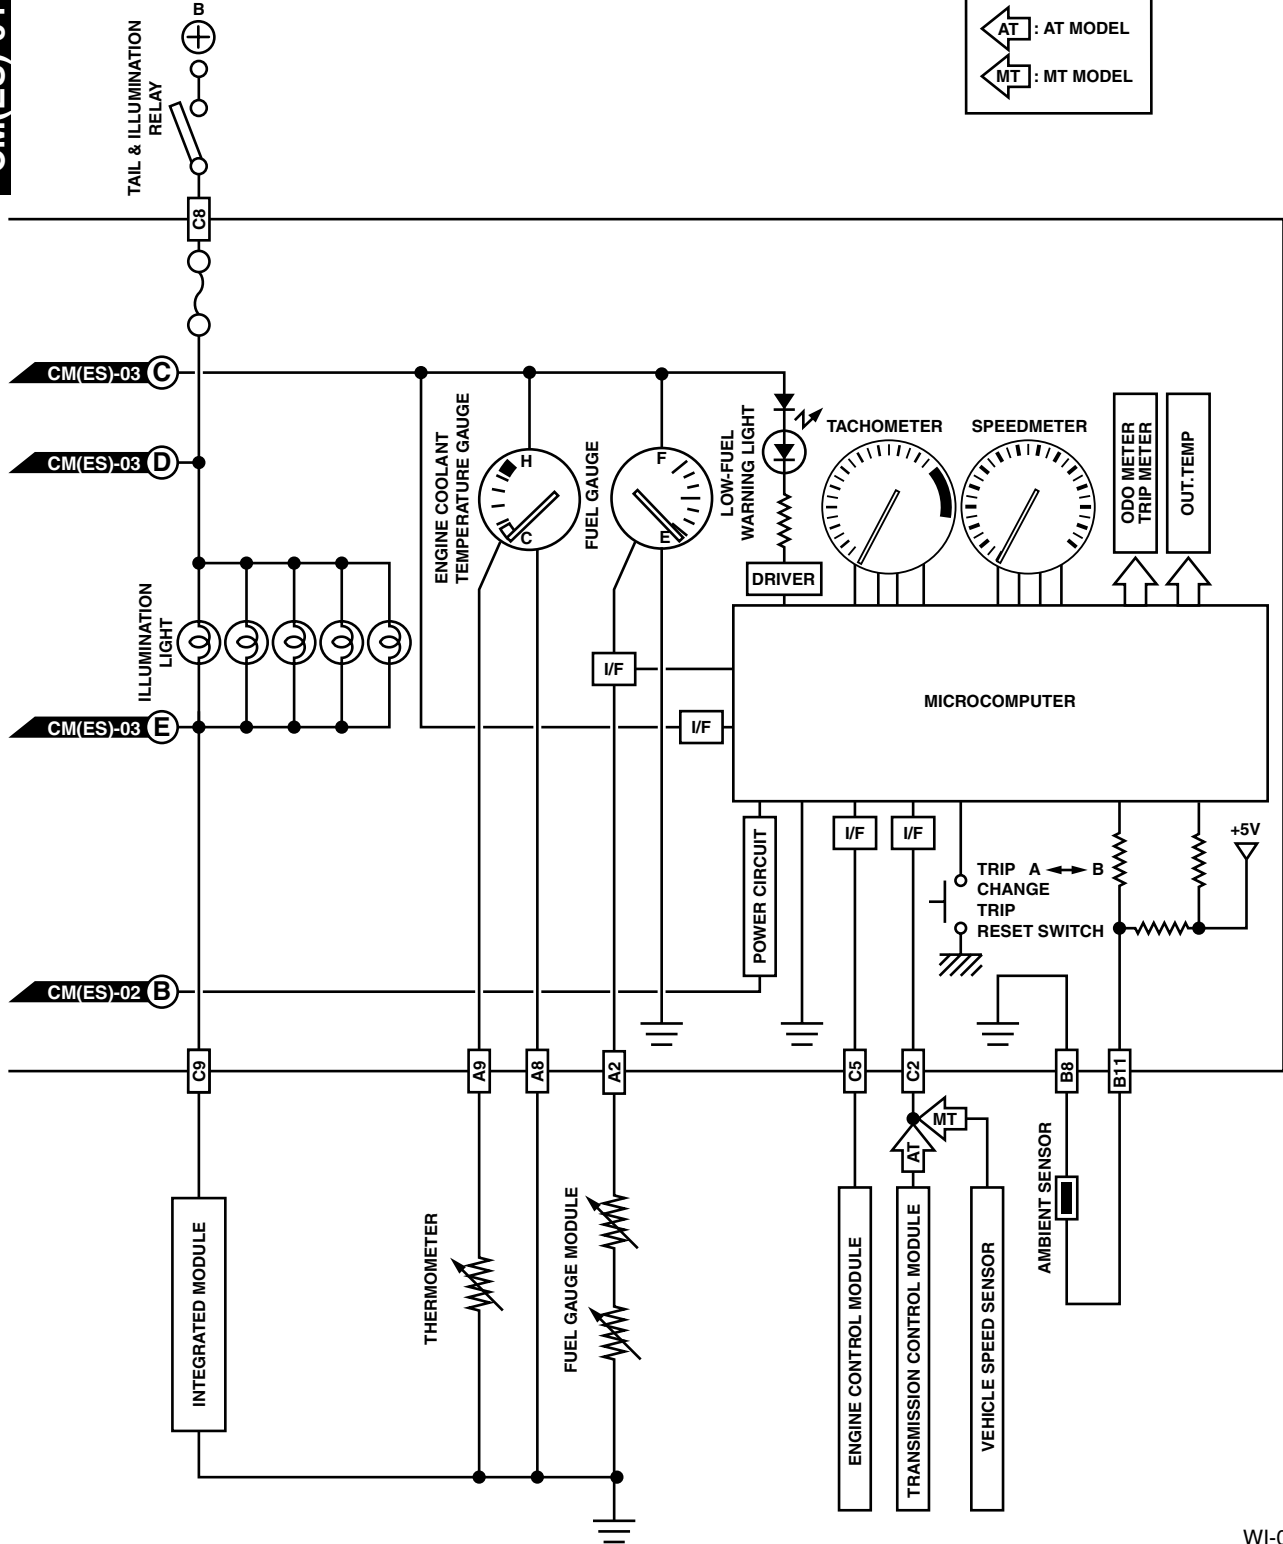 B
TAIL & ILLUMINATION
RELAY
AT : AT MODEL
MT : MT MODEL
C8
CM(ES)-03 C
CM(ES)-03 D
ENGINE COOLANT
TEMPERATURE GAUGE
H
C
FUEL GAUGE
F
E
LOW-FUEL
WARNING LIGHT
TACHOMETER
SPEEDMETER
ODO METER
TRIP METER
OUT.TEMP
DRIVER
ILLUMINATION
LIGHT
I/F
MICROCOMPUTER
CM(ES)-03 E
I/F
POWER CIRCUIT
I/F
I/F
+5V
TRIP A B
CHANGE
TRIP
RESET SWITCH
CM(ES)-02 B
C9
A9
A8
A2
C5
C2
B8
B11
MT
AT
AMBIENT SENSOR
INTEGRATED MODULE
THERMOMETER
FUEL GAUGE MODULE
ENGINE CONTROL MODULE
TRANSMISSION CONTROL MODULE
VEHICLE SPEED SENSOR